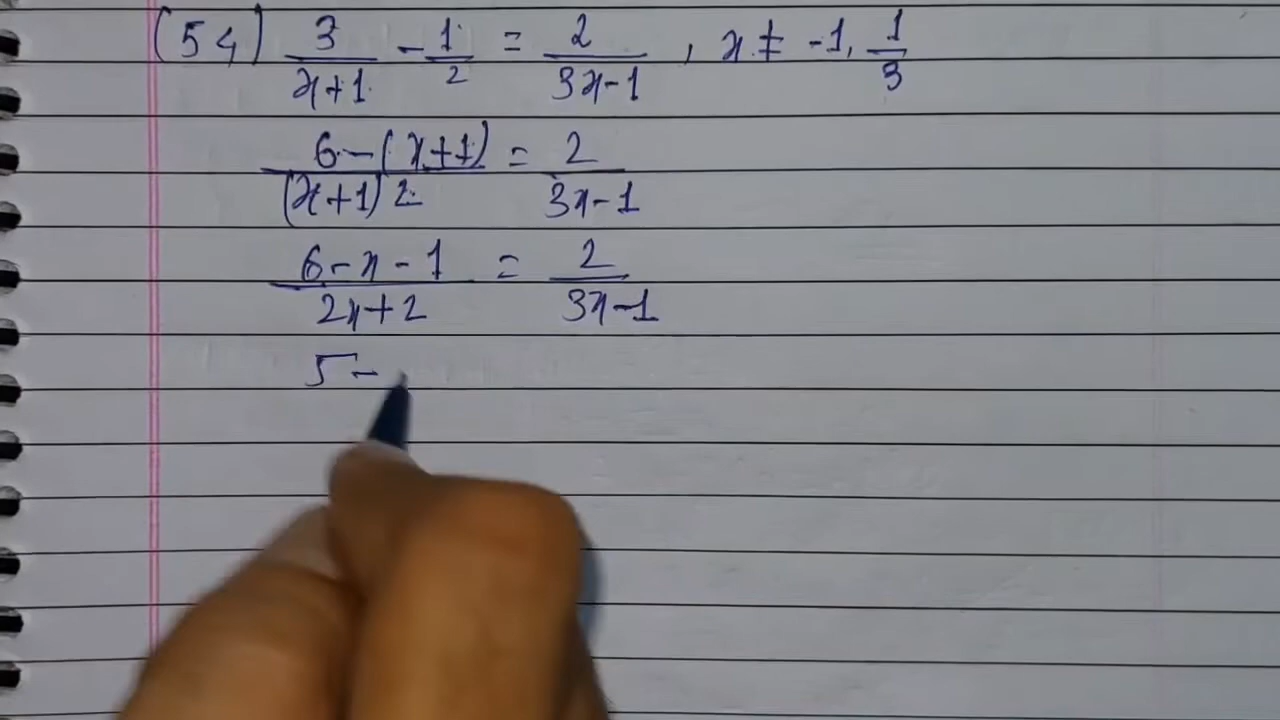 (54) 3/(x+1) - 1/2 = 2/(3x-1) , x ≠ -1, 1/3
6-(x+1)/(x+1)2 = 2/(3x-1)
6-x-1/(2x+2) = 2/(3x-1)
5-